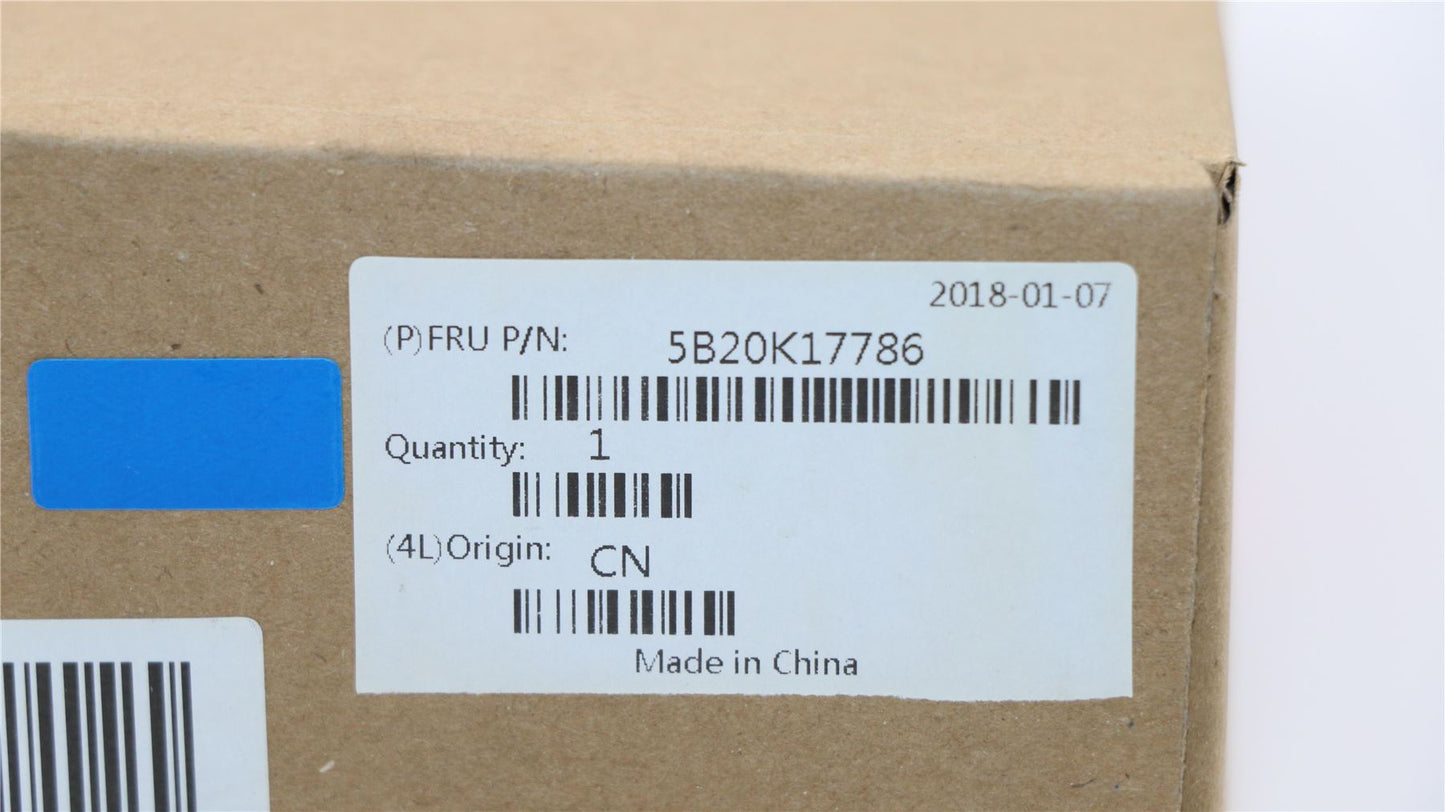 2018-01-07
(P)FRU P/N: 5B20K17786
Quantity: 1
(4L)Origin: CN
Made in China